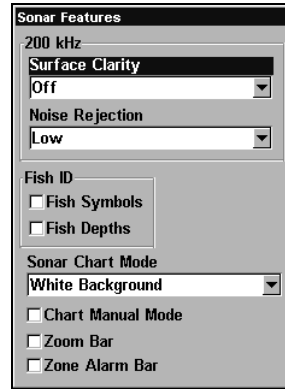 Sonar Features
200 kHz
Surface Clarity
Off
Noise Rejection
Low
Fish ID
Fish Symbols
Fish Depths
Sonar Chart Mode
White Background
Chart Manual Mode
Zoom Bar
Zone Alarm Bar